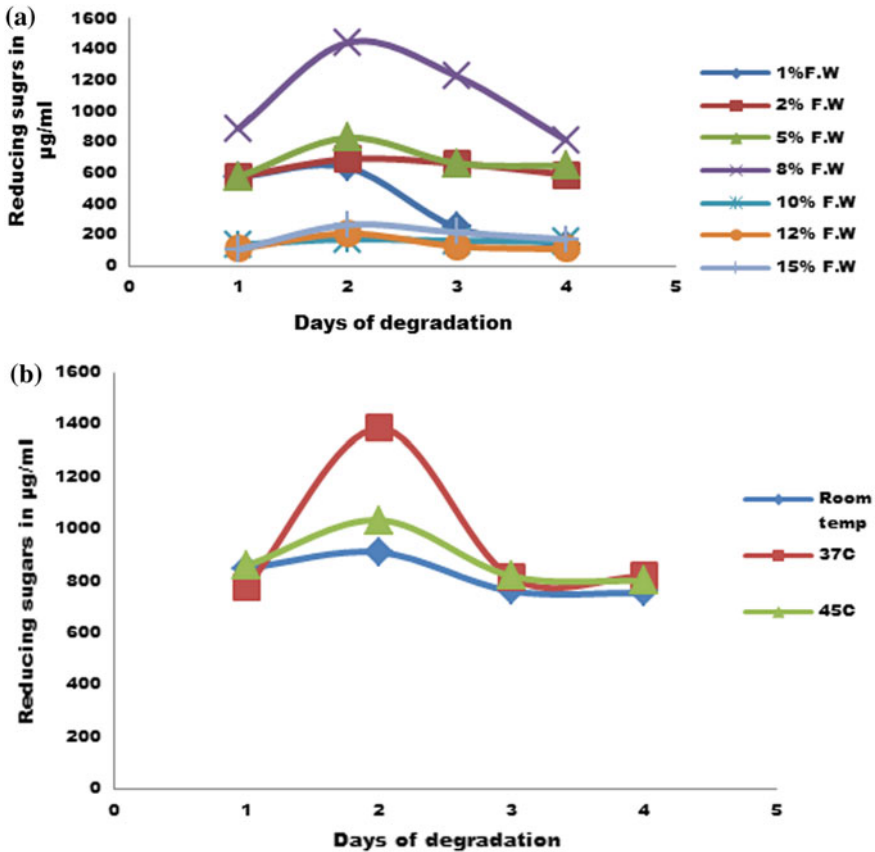 (a)
1600
1400
1200
1000
800
600
400
200
0
Reducing sugrs in
µg/ml
0 1 2 3 4 5
Days of degradation
1%F.W
2% F.W
5% F.W
8% F.W
10% F.W
12% F.W
15% F.W
(b)
1600
1400
1200
1000
800
600
400
200
0
Reducing sugars in µg/ml
0 1 2 3 4 5
Days of degradation
Room
temp
37C
45C